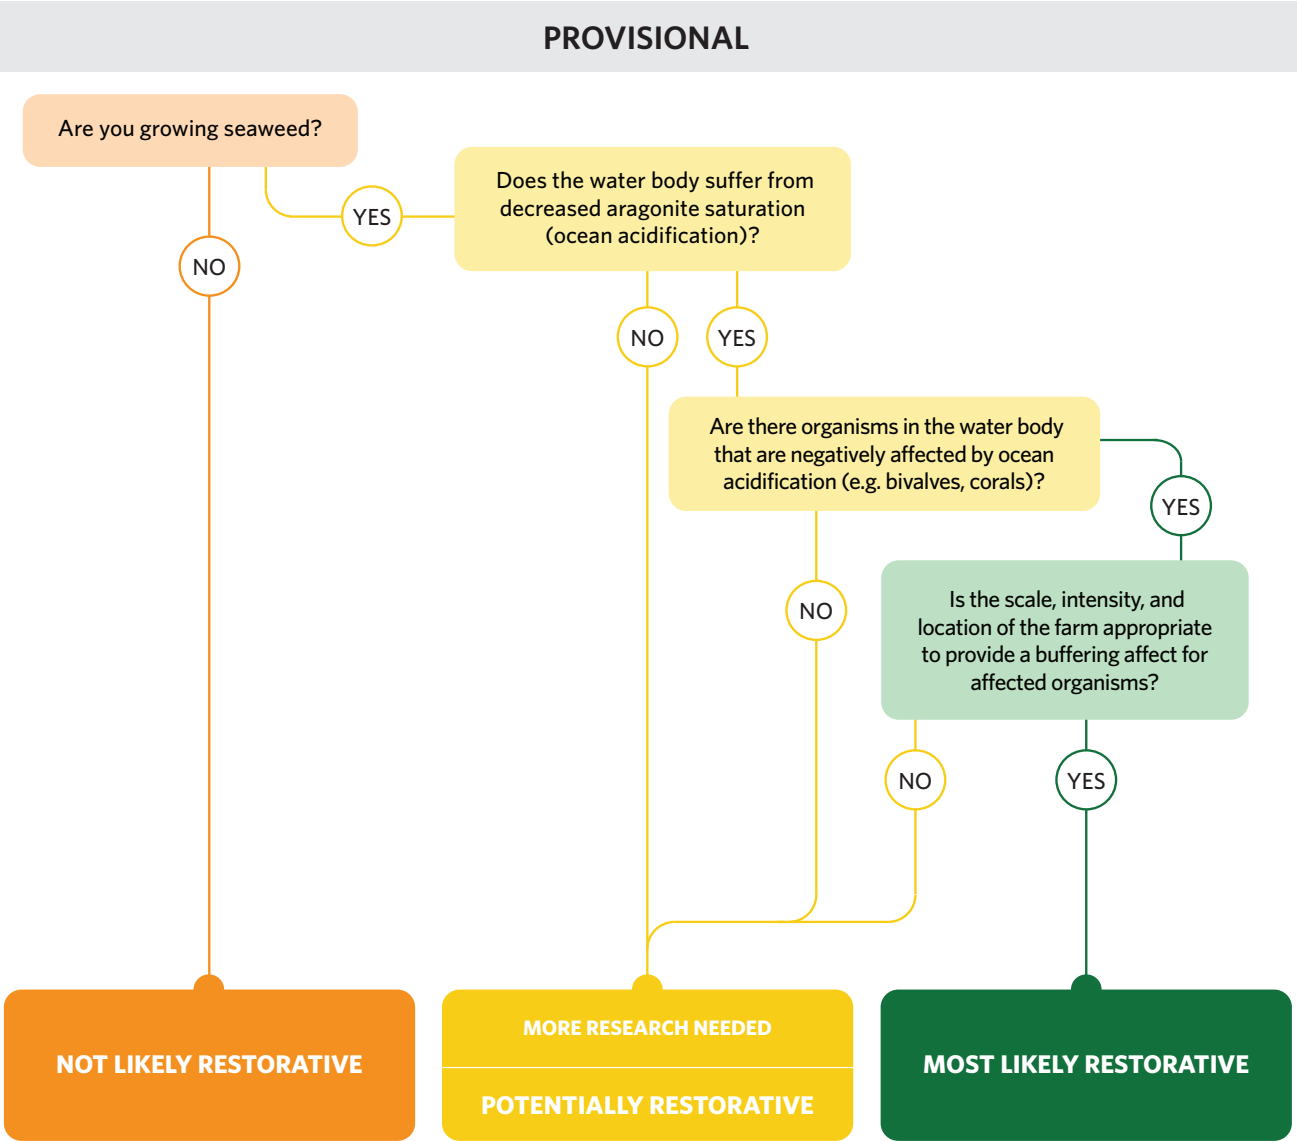 PROVISIONAL
Are you growing seaweed?
YES
NO
Does the water body suffer from
decreased aragonite saturation
(ocean acidification)?
NO
YES
Are there organisms in the water body
that are negatively affected by ocean
acidification (e.g. bivalves, corals)?
YES
NO
Is the scale, intensity, and
location of the farm appropriate
to provide a buffering affect for
affected organisms?
NO
YES
NOT LIKELY RESTORATIVE
MORE RESEARCH NEEDED
POTENTIALLY RESTORATIVE
MOST LIKELY RESTORATIVE